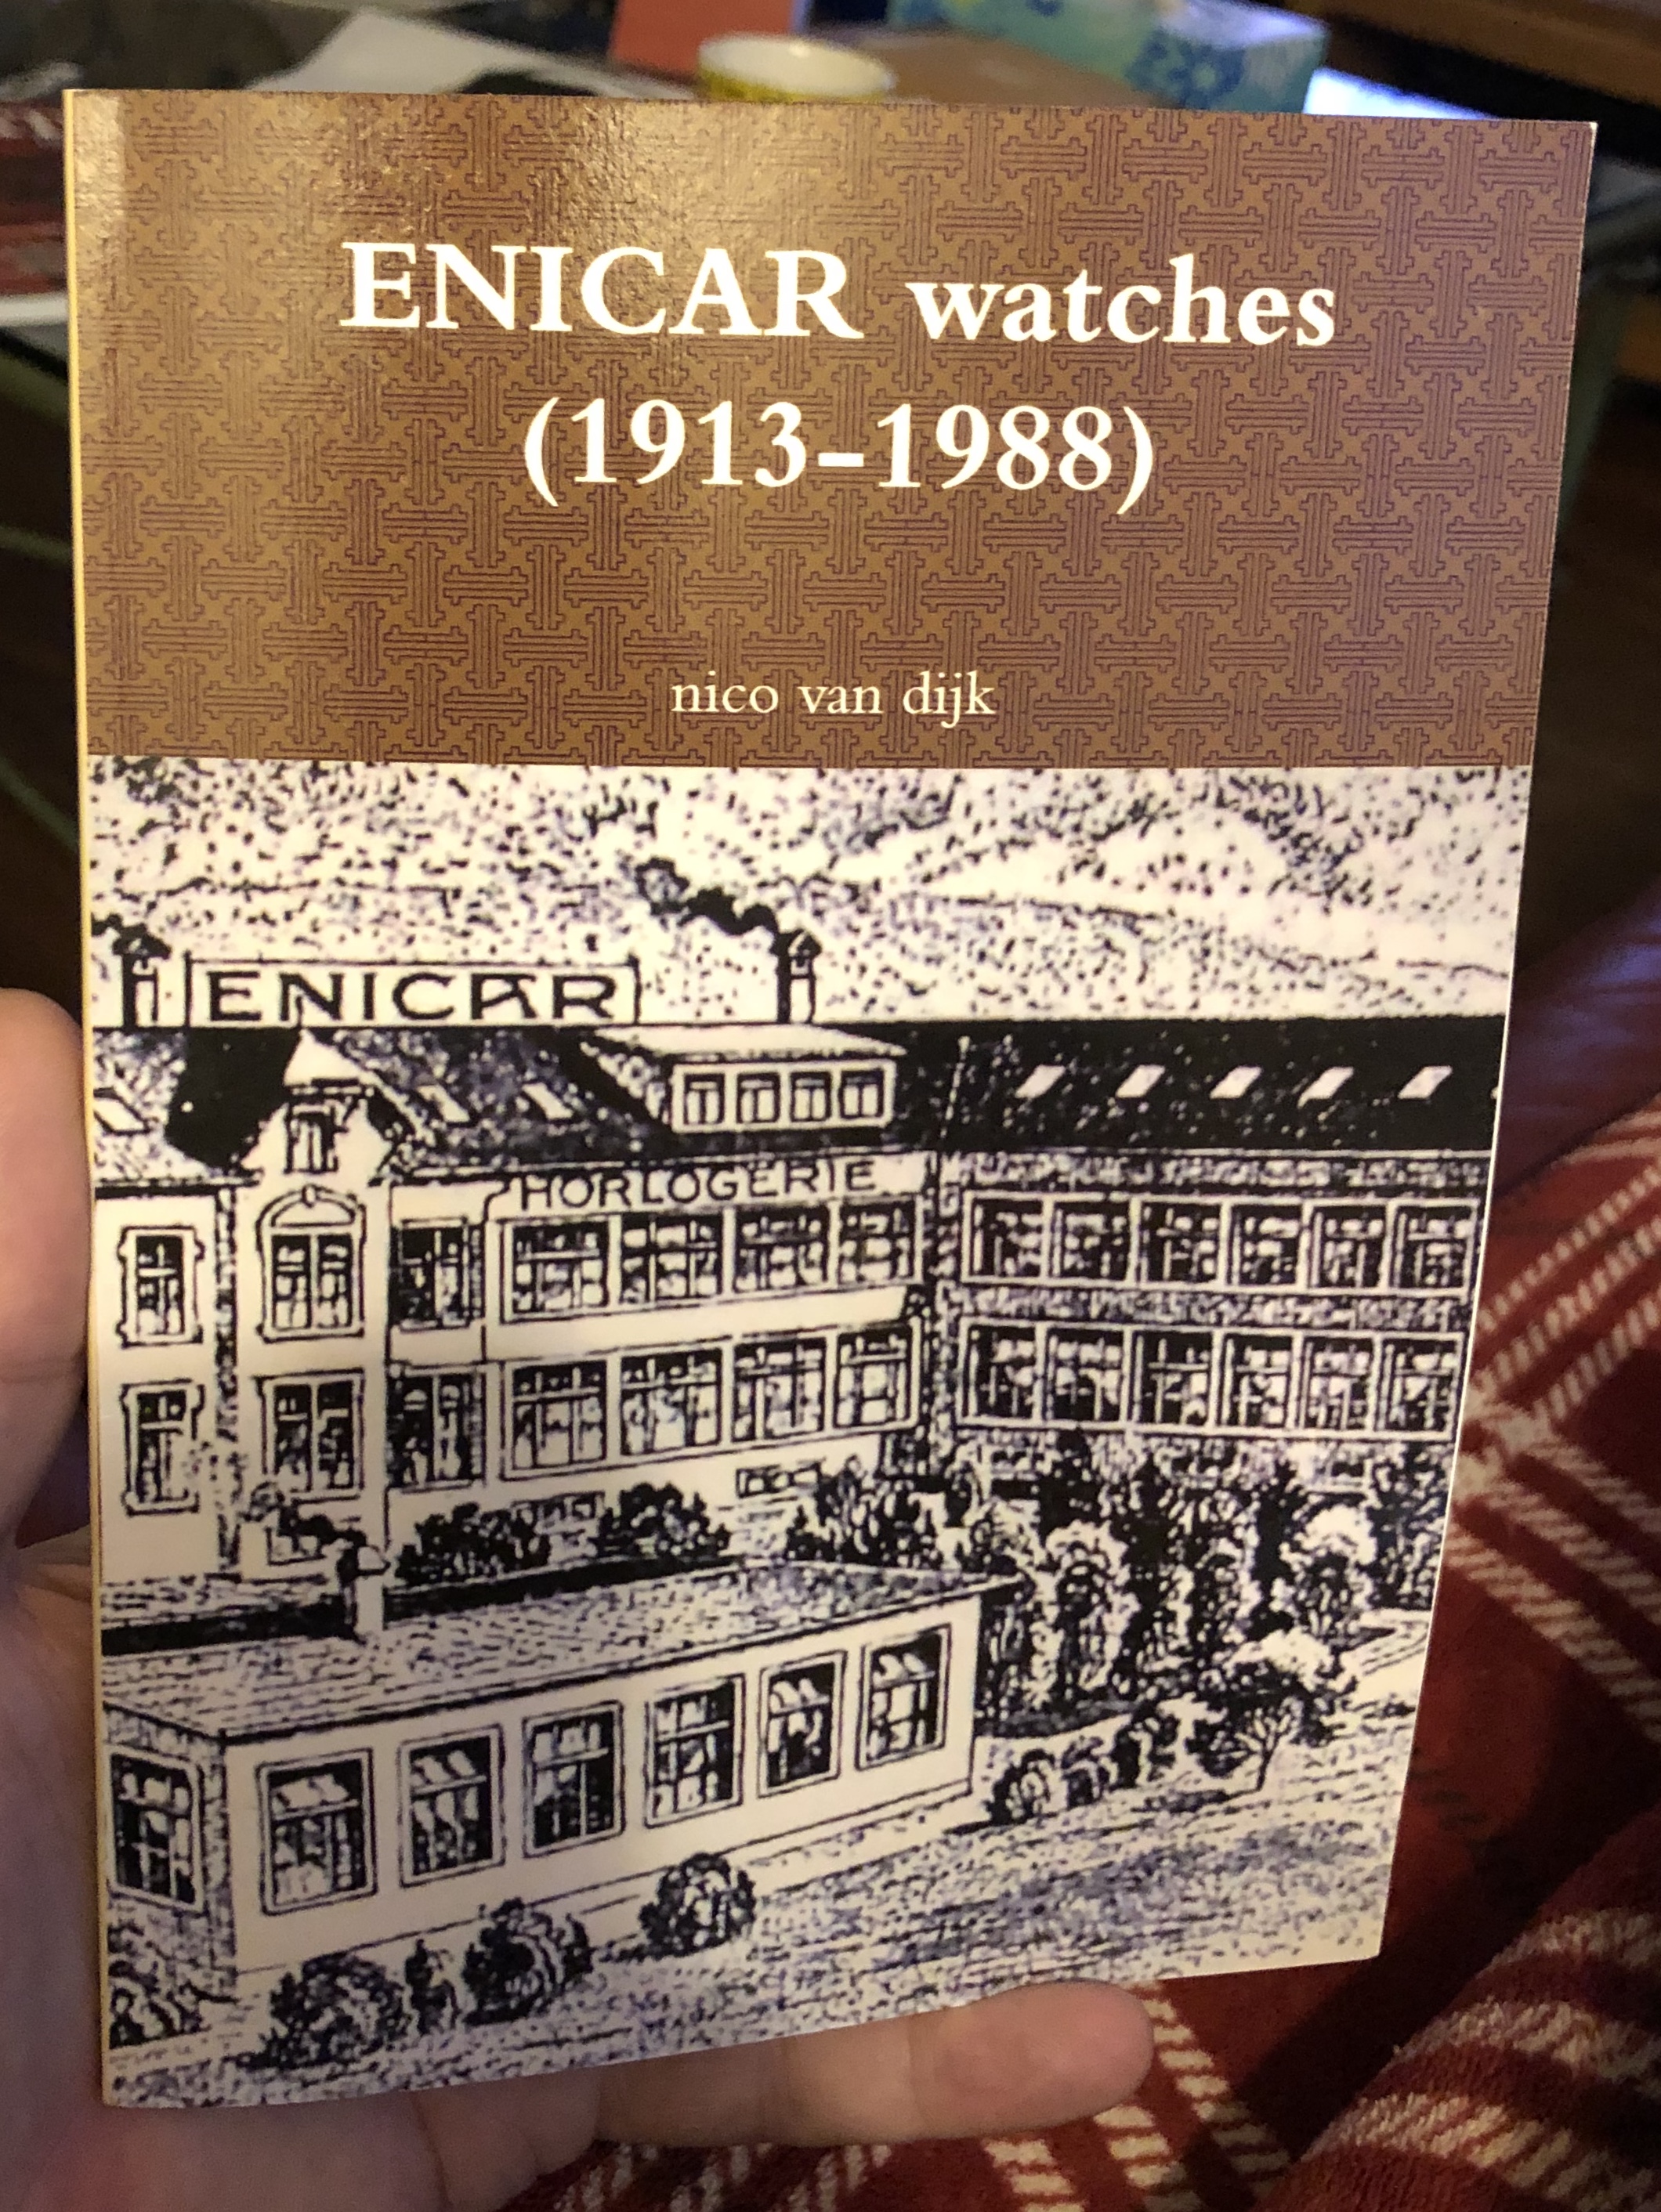 ENICAR watches
(1913-1988)
nico van dijk
ENICAR
HORLOGERIE